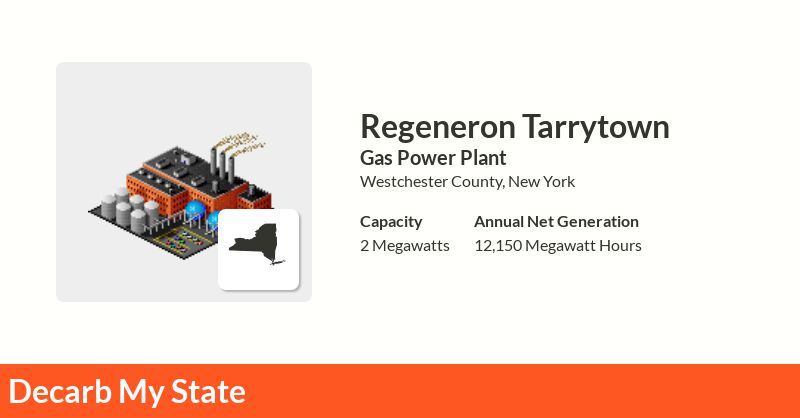 Regeneron Tarrytown
Gas Power Plant
Westchester County, New York
Capacity
Annual Net Generation
2 Megawatts
12,150 Megawatt Hours
Decarb My State